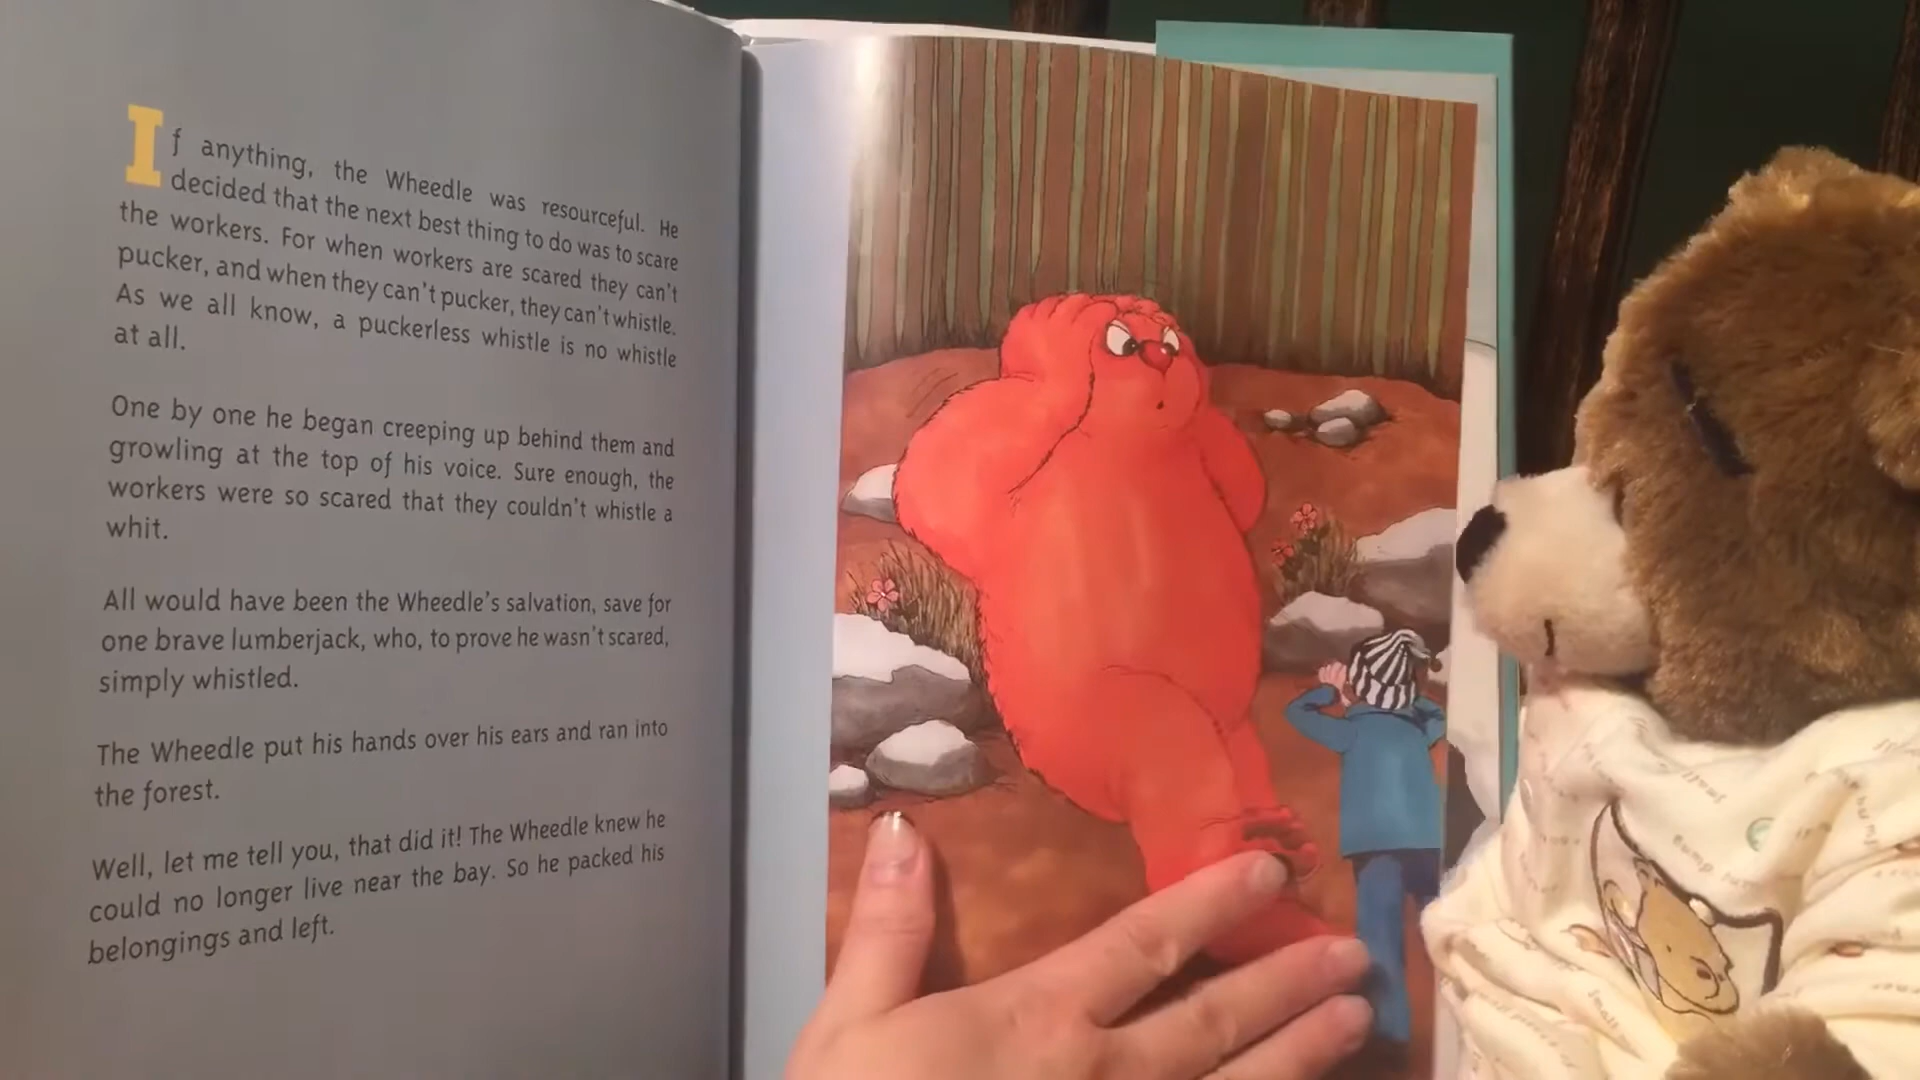 If anything, the Wheedle was resourceful. He
decided that the next best thing to do was to scare
the workers. For when workers are scared they can't
pucker, and when they can't pucker, they can't whistle.
As we all know, a puckerless whistle is no whistle
at all.
One by one he began creeping up behind them and
growling at the top of his voice. Sure enough, the
workers were so scared that they couldn't whistle a
whit.
All would have been the Wheedle's salvation, save for
one brave lumberjack, who, to prove he wasn't scared,
simply whistled.
The Wheedle put his hands over his ears and ran into
the forest.
Well, let me tell you, that did it! The Wheedle knew he
could no longer live near the bay. So he packed his
belongings and left.